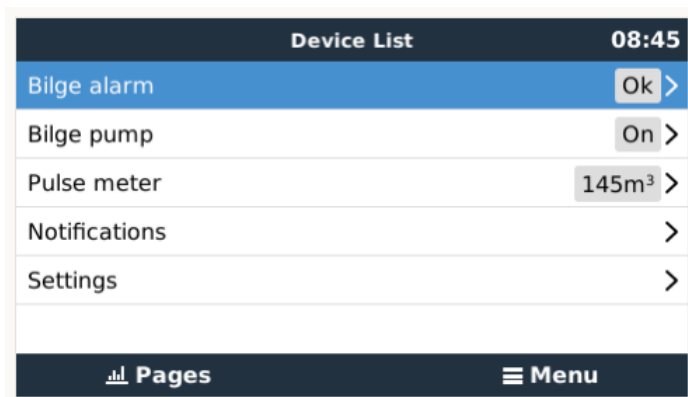 Device List 08:45
Bilge alarm Ok
Bilge pump On
Pulse meter 145m³
Notifications
Settings
Pages Menu